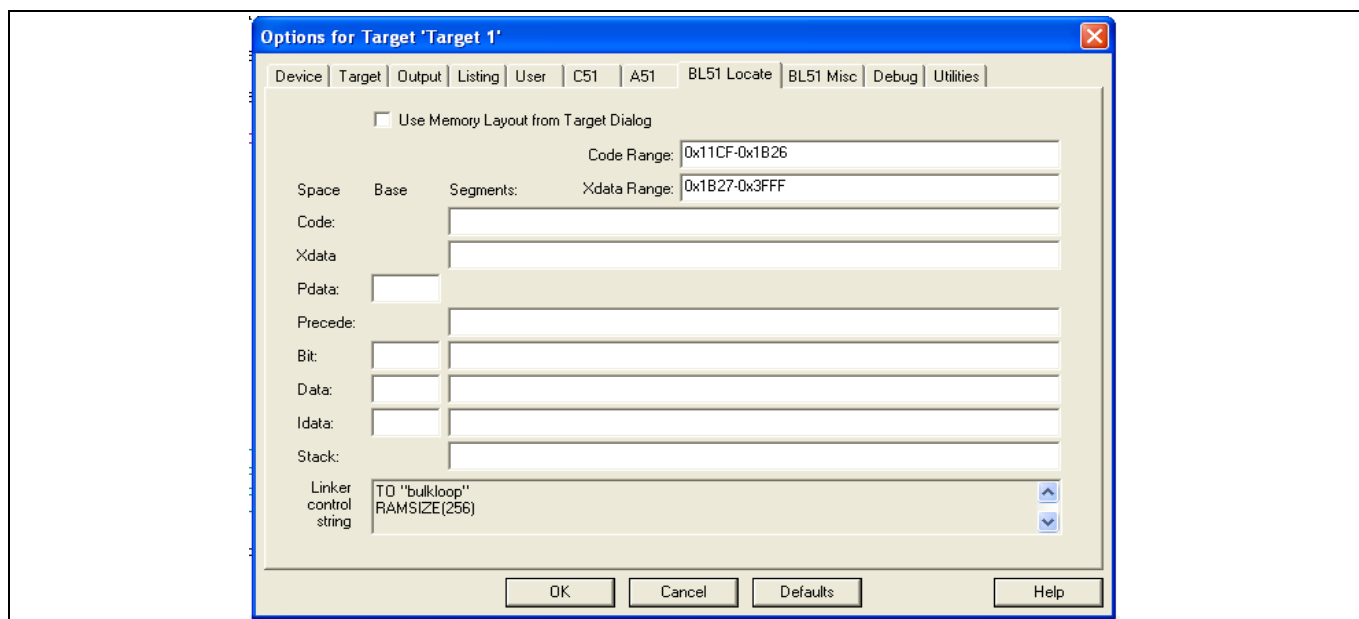 Options for Target 'Target 1'
Device Target Output Listing User C51 A51 BL51 Locate BL51 Misc Debug Utilities
Use Memory Layout from Target Dialog
Code Range: 0x11CF-0x1B26
Space Base Segments: Xdata Range: 0x1B27-0x3FFF
Code:
Xdata
Pdata:
Precede:
Bit:
Data:
Idata:
Stack:
Linker control string
TO "bulkloop"
RAMSIZE(256)
OK Cancel Defaults Help